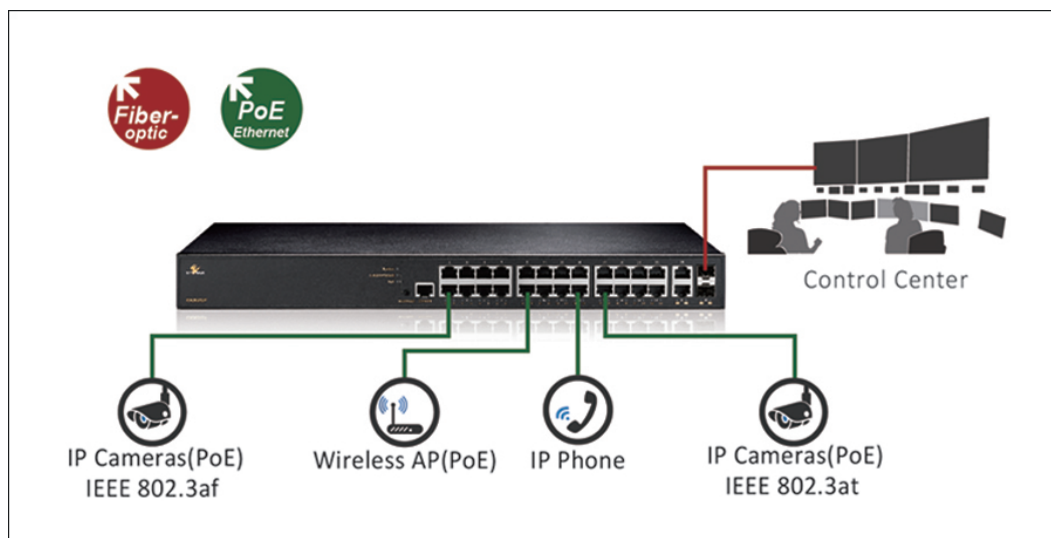 Fiber-
optic
PoE
Ethernet
Control Center
IP Cameras(PoE)
IEEE 802.3af
Wireless AP(PoE)
IP Phone
IP Cameras(PoE)
IEEE 802.3at